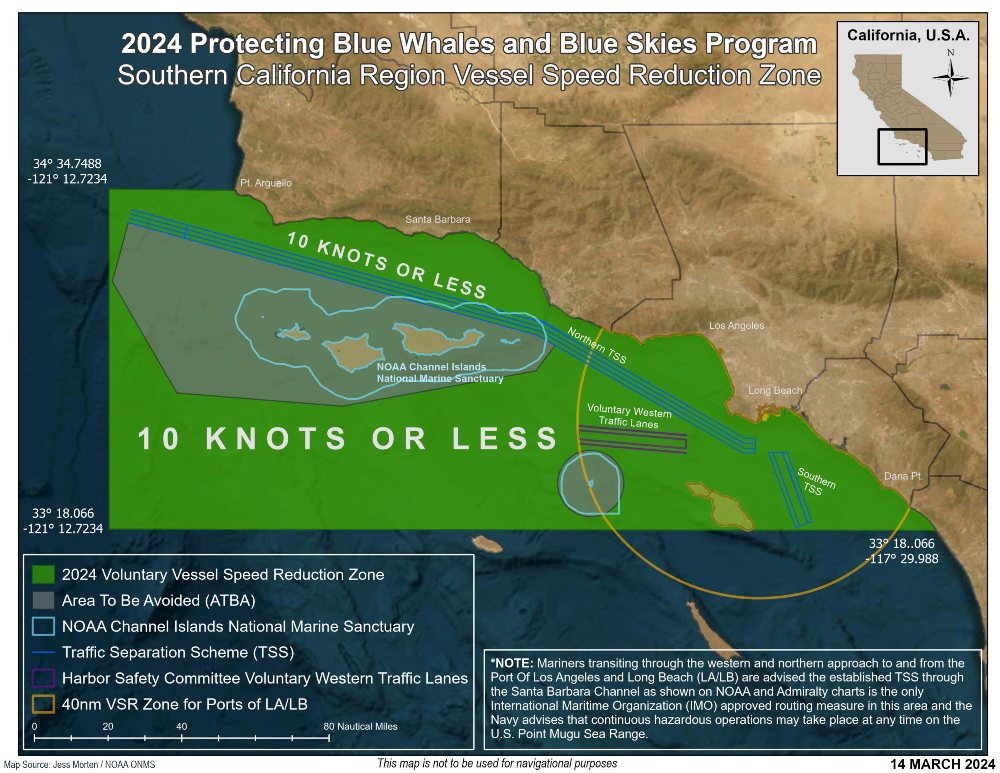 2024 Protecting Blue Whales and Blue Skies Program
Southern California Region Vessel Speed Reduction Zone
California, U.S.A.
N
34° 34.7488
-121° 12.7234
Pt. Arguello
Santa Barbara
10 KNOTS OR LESS
Northern TSS
Los Angeles
NOAA Channel Islands
National Marine Sanctuary
Long Beach
Voluntary Western
Traffic Lanes
10 KNOTS OR LESS
Southern
TSS
Dana Pt.
33° 18.066
-121° 12.7234
33° 18..066
-117° 29.988
2024 Voluntary Vessel Speed Reduction Zone
Area To Be Avoided (ATBA)
NOAA Channel Islands National Marine Sanctuary
Traffic Separation Scheme (TSS)
Harbor Safety Committee Voluntary Western Traffic Lanes
40nm VSR Zone for Ports of LA/LB
0 20 40 80 Nautical Miles
*NOTE: Mariners transiting through the western and northern approach to and from the
Port Of Los Angeles and Long Beach (LA/LB) are advised the established TSS through
the Santa Barbara Channel as shown on NOAA and Admiralty charts is the only
International Maritime Organization (IMO) approved routing measure in this area and the
Navy advises that continuous hazardous operations may take place at any time on the
U.S. Point Mugu Sea Range.
Map Source: Jess Morten / NOAA ONMS
This map is not to be used for navigational purposes
14 MARCH 2024